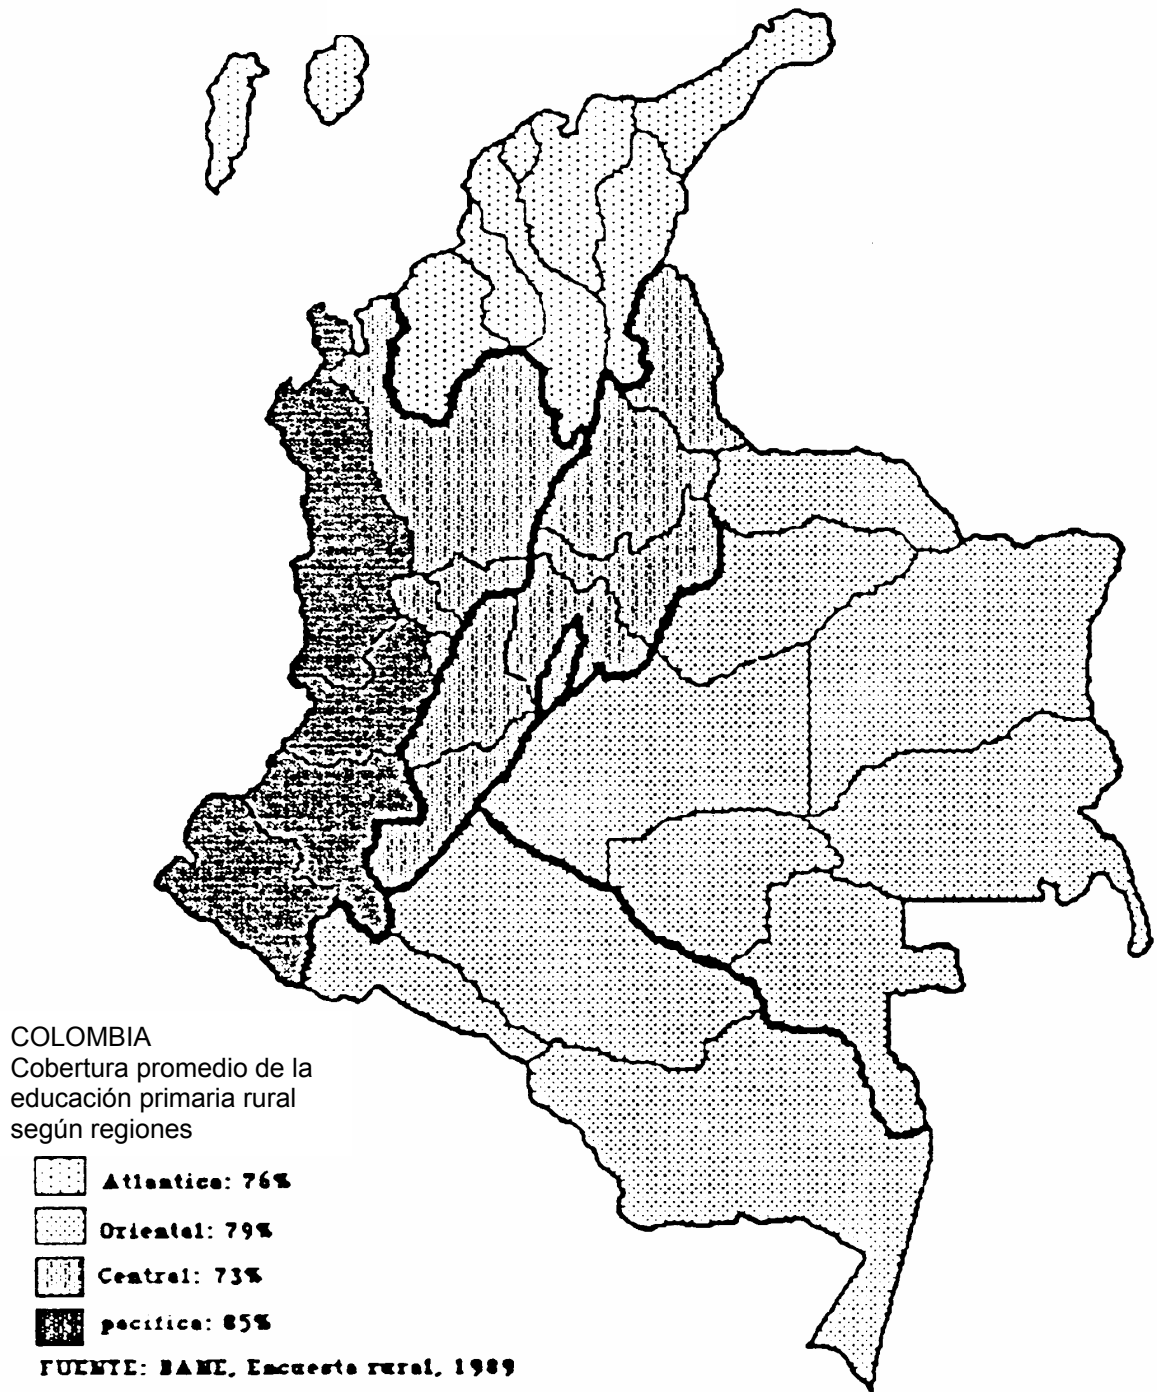 COLOMBIA
Cobertura promedio de la
educación primaria rural
según regiones
Atlantica: 76%
Oriental: 79%
Central: 73%
pacifica: 85%
FUENTE: DANE, Encuesta rural, 1989